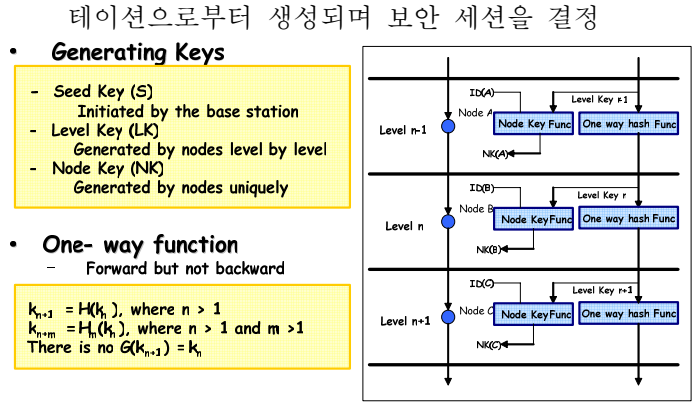 테이션으로부터 생성되며 보안 세션을 결정
• Generating Keys
- Seed Key (S)
Initiated by the base station
- Level Key (LK)
Generated by nodes level by level
- Node Key (NK)
Generated by nodes uniquely
• One- way function
– Forward but not backward
kn+1 = H(kn), where n > 1
kn+m = Hm(kn), where n > 1 and m >1
There is no G(kn+1) = kn
ID(A)
Level Key r-1
Node A
Node Key Func
One way hash Func
Level n-1
NK(A)
ID(B)
Level Key r
Node B
Node Key Func
One way hash Func
Level n
NK(B)
ID(C)
Level Key r+1
Node C
Node Key Func
One way hash Func
Level n+1
NK(C)